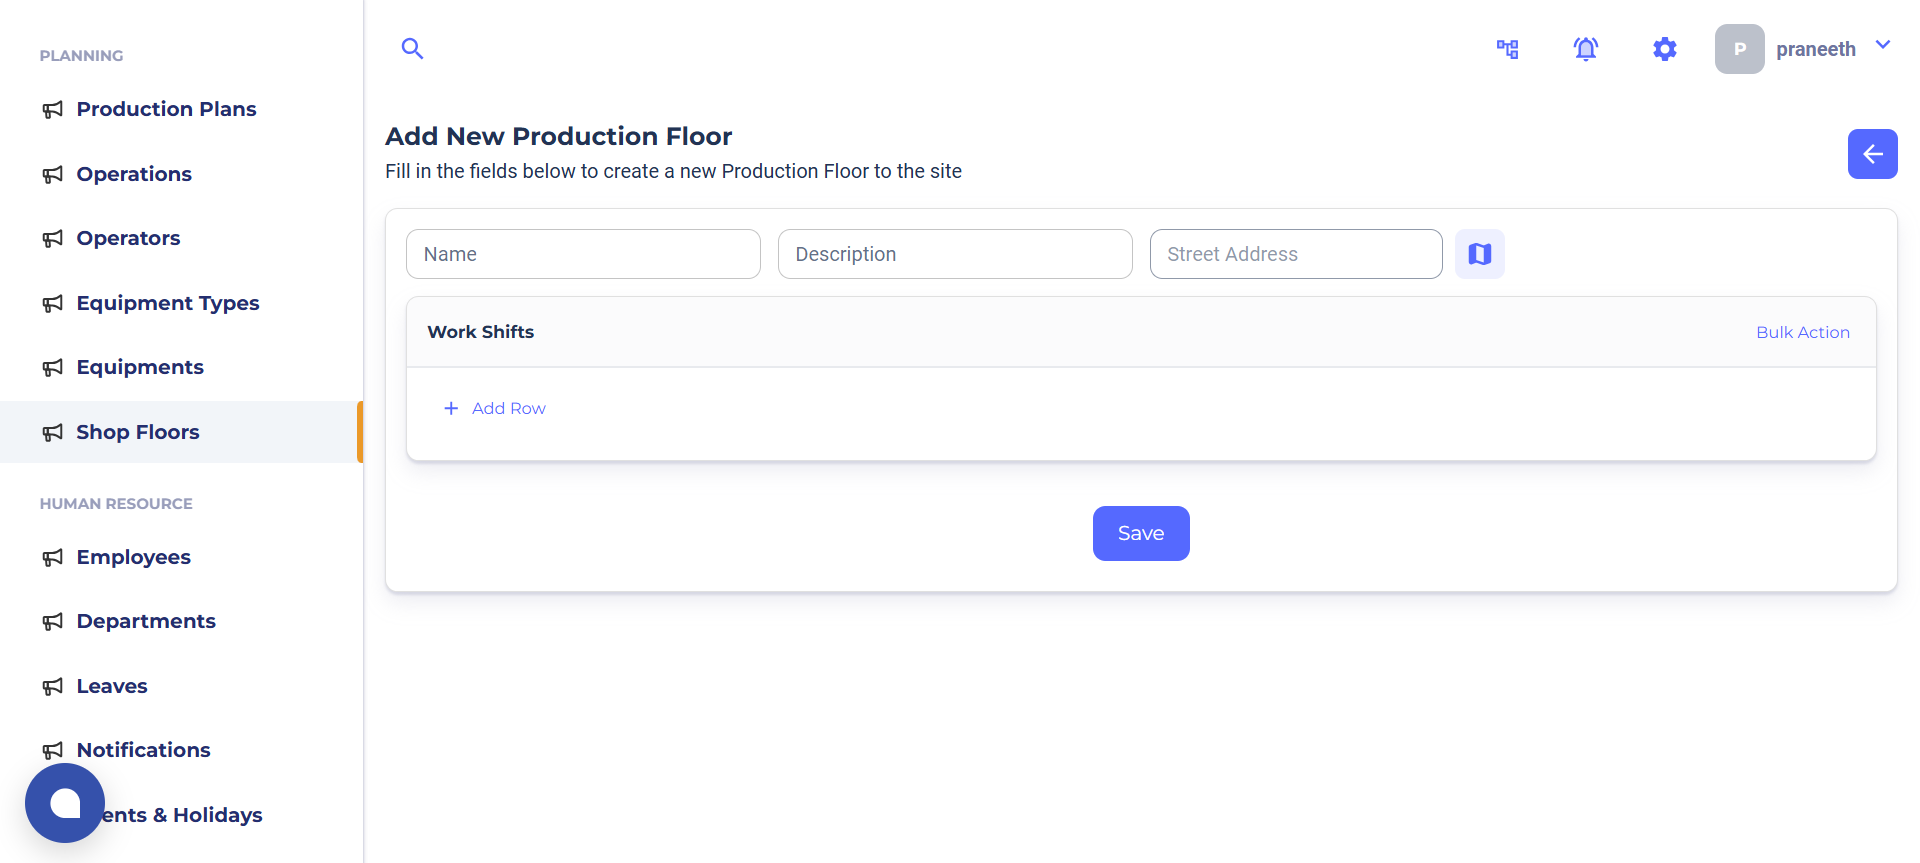 PLANNING
Production Plans
Operations
Operators
Equipment Types
Equipments
Shop Floors
HUMAN RESOURCE
Employees
Departments
Leaves
Notifications
ents & Holidays
P praneeth
Add New Production Floor
Fill in the fields below to create a new Production Floor to the site
Name Description Street Address
Work Shifts Bulk Action
+ Add Row
Save